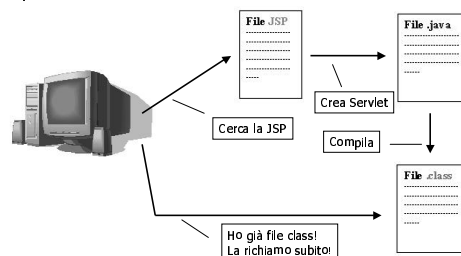 File JSP
File .java
Crea Servlet
Cerca la JSP
Compila
File .class
Ho già file class!
La richiamo subito!